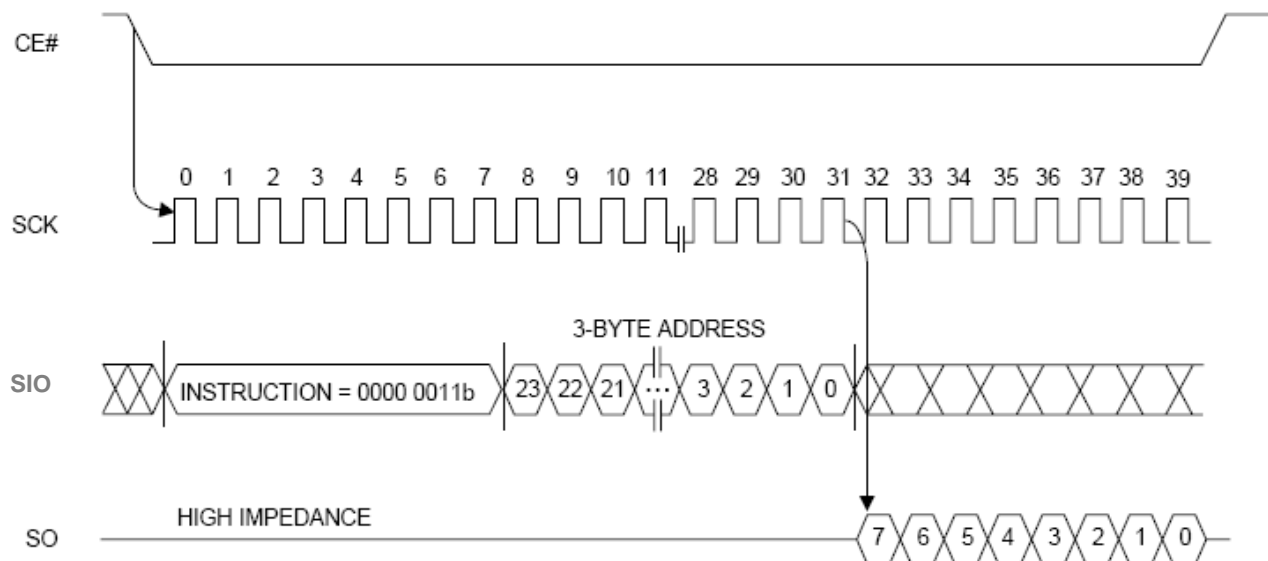 CE#
0 1 2 3 4 5 6 7 8 9 10 11 28 29 30 31 32 33 34 35 36 37 38 39
SCK
3-BYTE ADDRESS
SIO INSTRUCTION = 0000 0011b 23 22 21 ... 3 2 1 0
HIGH IMPEDANCE
SO 7 6 5 4 3 2 1 0